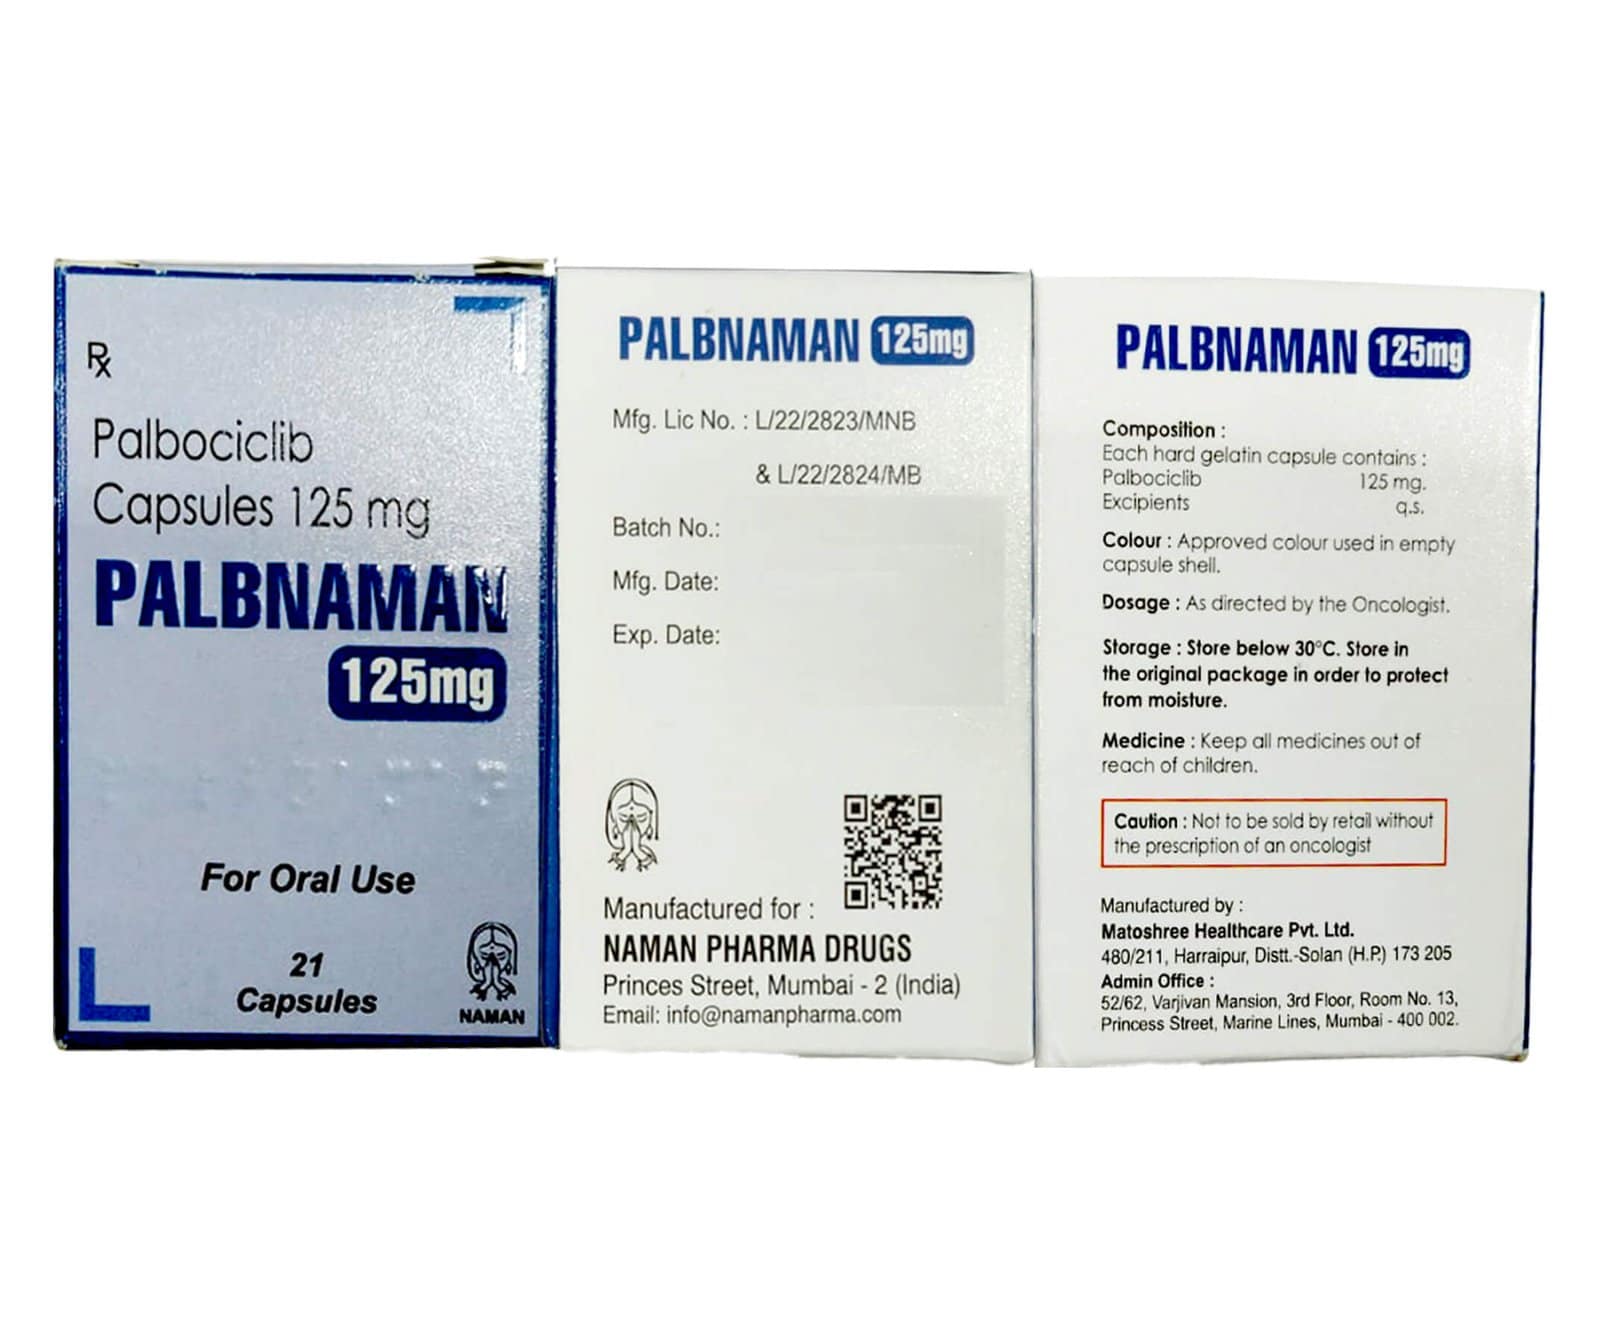 Rx
Palbociclib
Capsules 125 mg
PALBNAMAN
125mg
For Oral Use
21
Capsules
NAMAN
PALBNAMAN 125mg
Mfg. Lic No. : L/22/2823/MNB
& L/22/2824/MB
Batch No.:
Mfg. Date:
Exp. Date:
Manufactured for :
NAMAN PHARMA DRUGS
Princes Street, Mumbai - 2 (India)
Email: info@namanpharma.com
PALBNAMAN 125mg
Composition :
Each hard gelatin capsule contains :
Palbociclib 125 mg.
Excipients q.s.
Colour : Approved colour used in empty
capsule shell.
Dosage : As directed by the Oncologist.
Storage : Store below 30°C. Store in
the original package in order to protect
from moisture.
Medicine : Keep all medicines out of
reach of children.
Caution : Not to be sold by retail without
the prescription of an oncologist
Manufactured by :
Matoshree Healthcare Pvt. Ltd.
480/211, Harraipur, Distt.-Solan (H.P.) 173 205
Admin Office :
52/62, Varjivan Mansion, 3rd Floor, Room No. 13,
Princess Street, Marine Lines, Mumbai - 400 002.